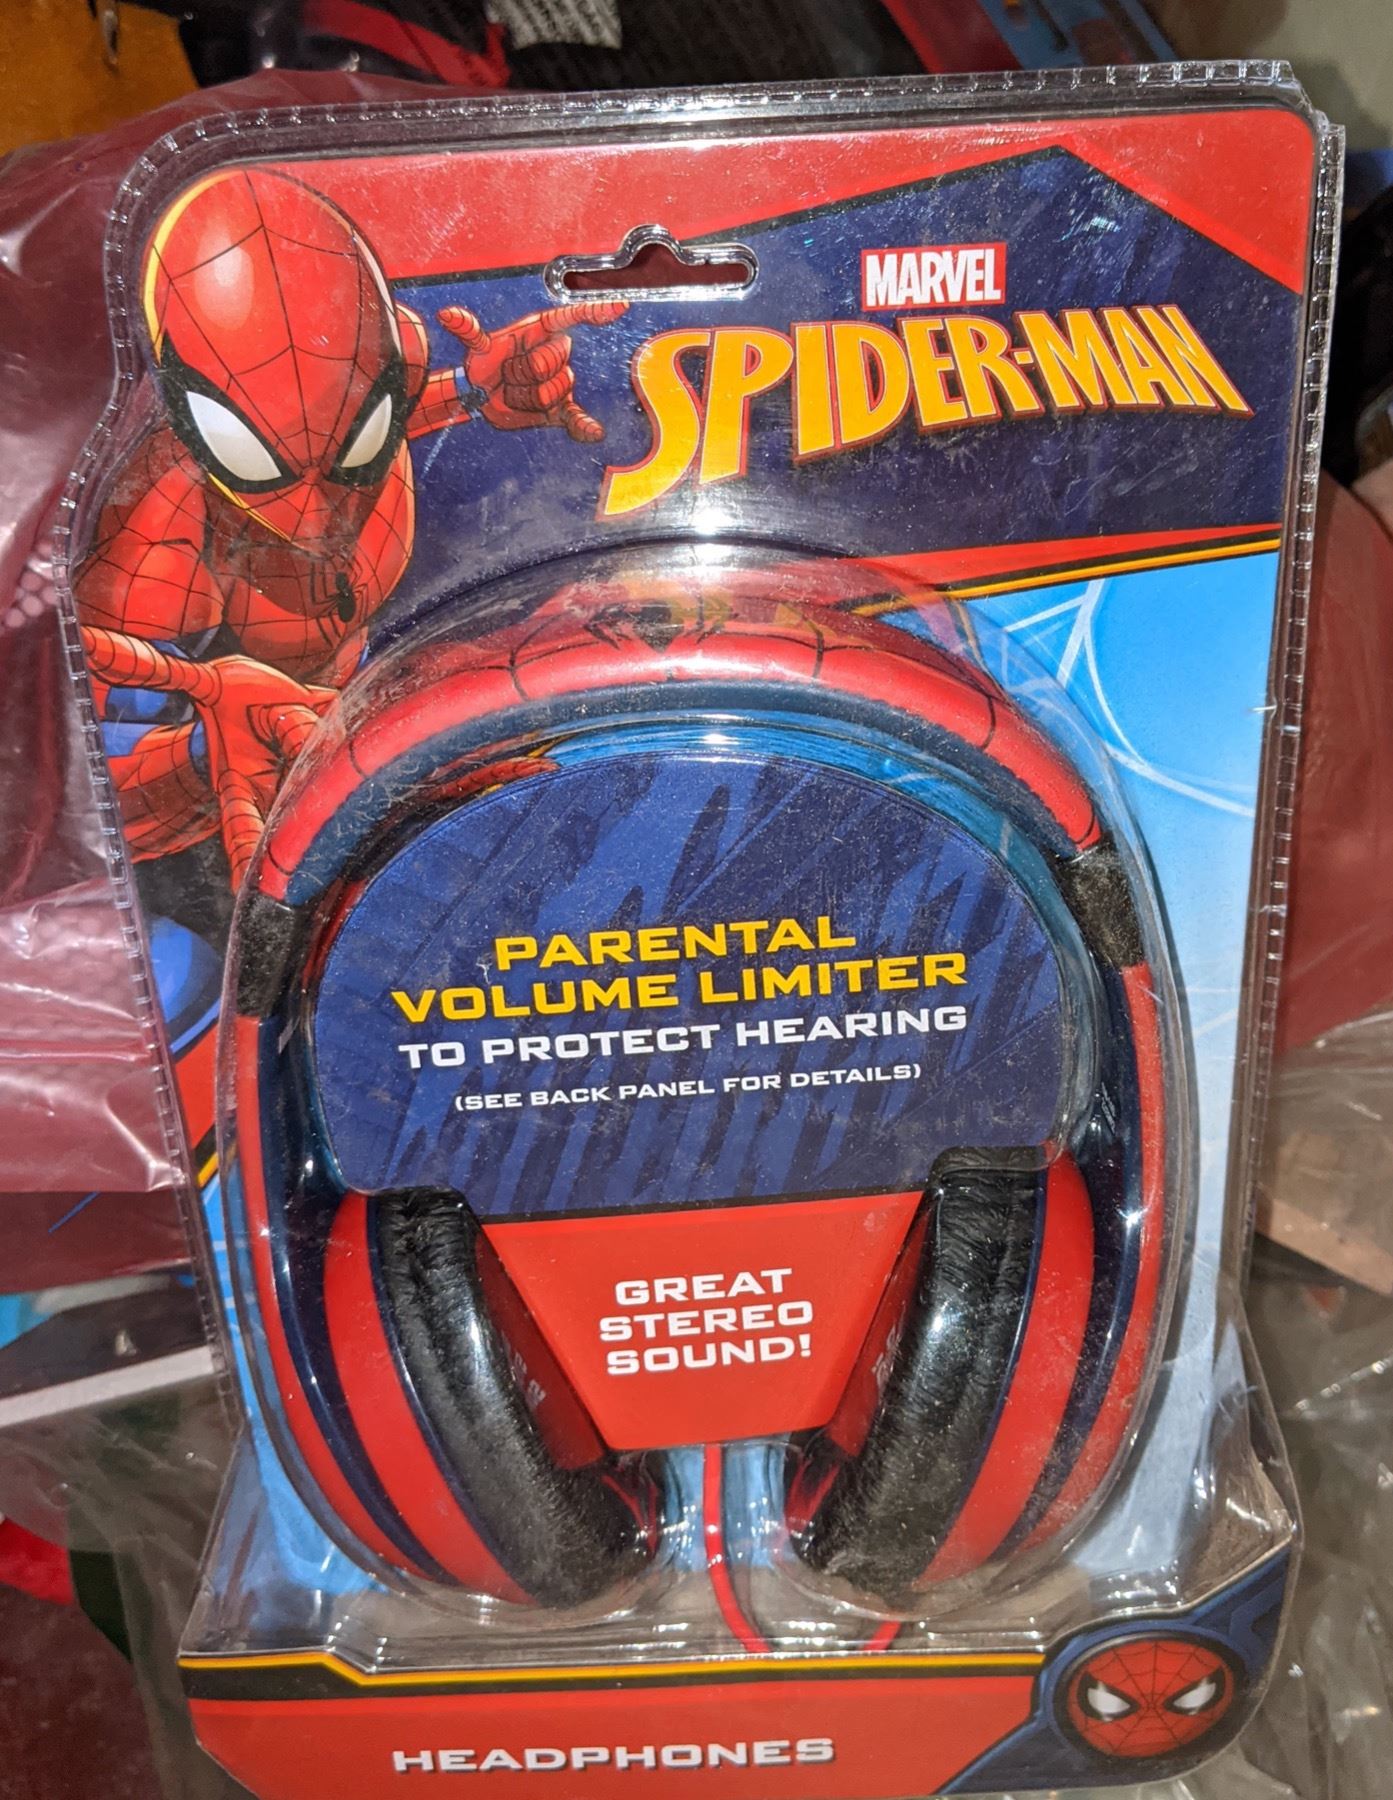 MARVEL
SPIDER-MAN
PARENTAL
VOLUME LIMITER
TO PROTECT HEARING
(SEE BACK PANEL FOR DETAILS)
GREAT
STEREO
SOUND!
HEADPHONES